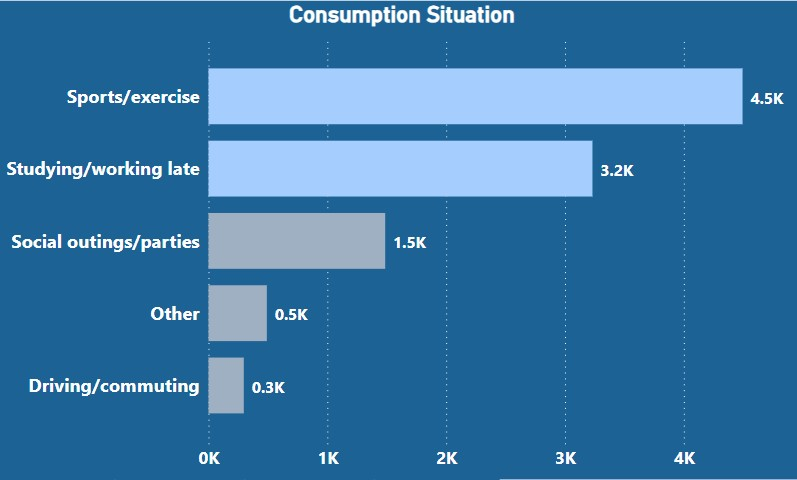 Consumption Situation
Sports/exercise 4.5K
Studying/working late 3.2K
Social outings/parties 1.5K
Other 0.5K
Driving/commuting 0.3K
0K 1K 2K 3K 4K